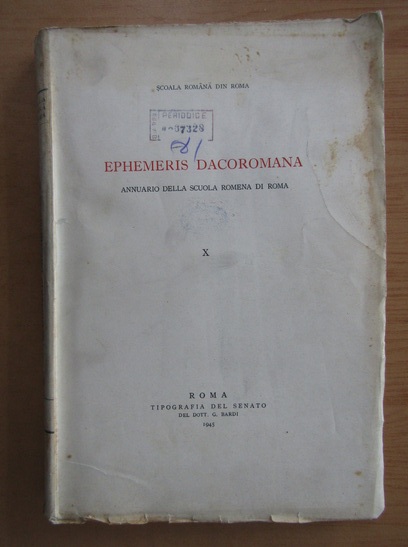 ȘCOALA ROMÂNĂ DIN ROMA
PERIODICE
7328
EPHEMERIS DACOROMANA
ANNUARIO DELLA SCUOLA ROMENA DI ROMA
X
ROMA
TIPOGRAFIA DEL SENATO
DEL DOTT. G. BARDI
1945